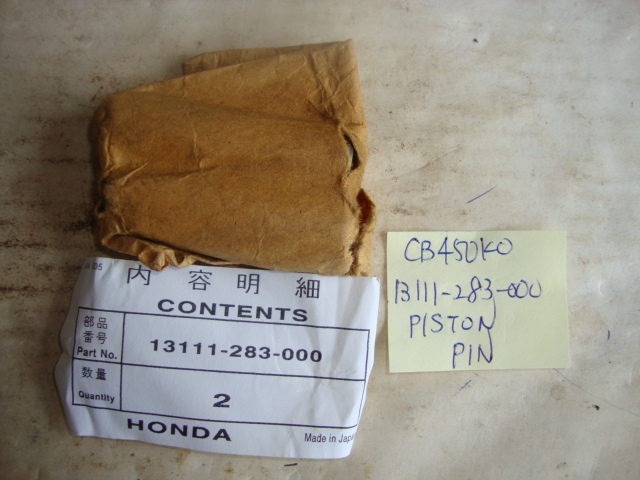 内容明細
CONTENTS
部品
番号
Part No.
13111-283-000
数量
Quantity
2
HONDA
Made in Japan
CB450K0
13111-283-000
PISTON
PIN